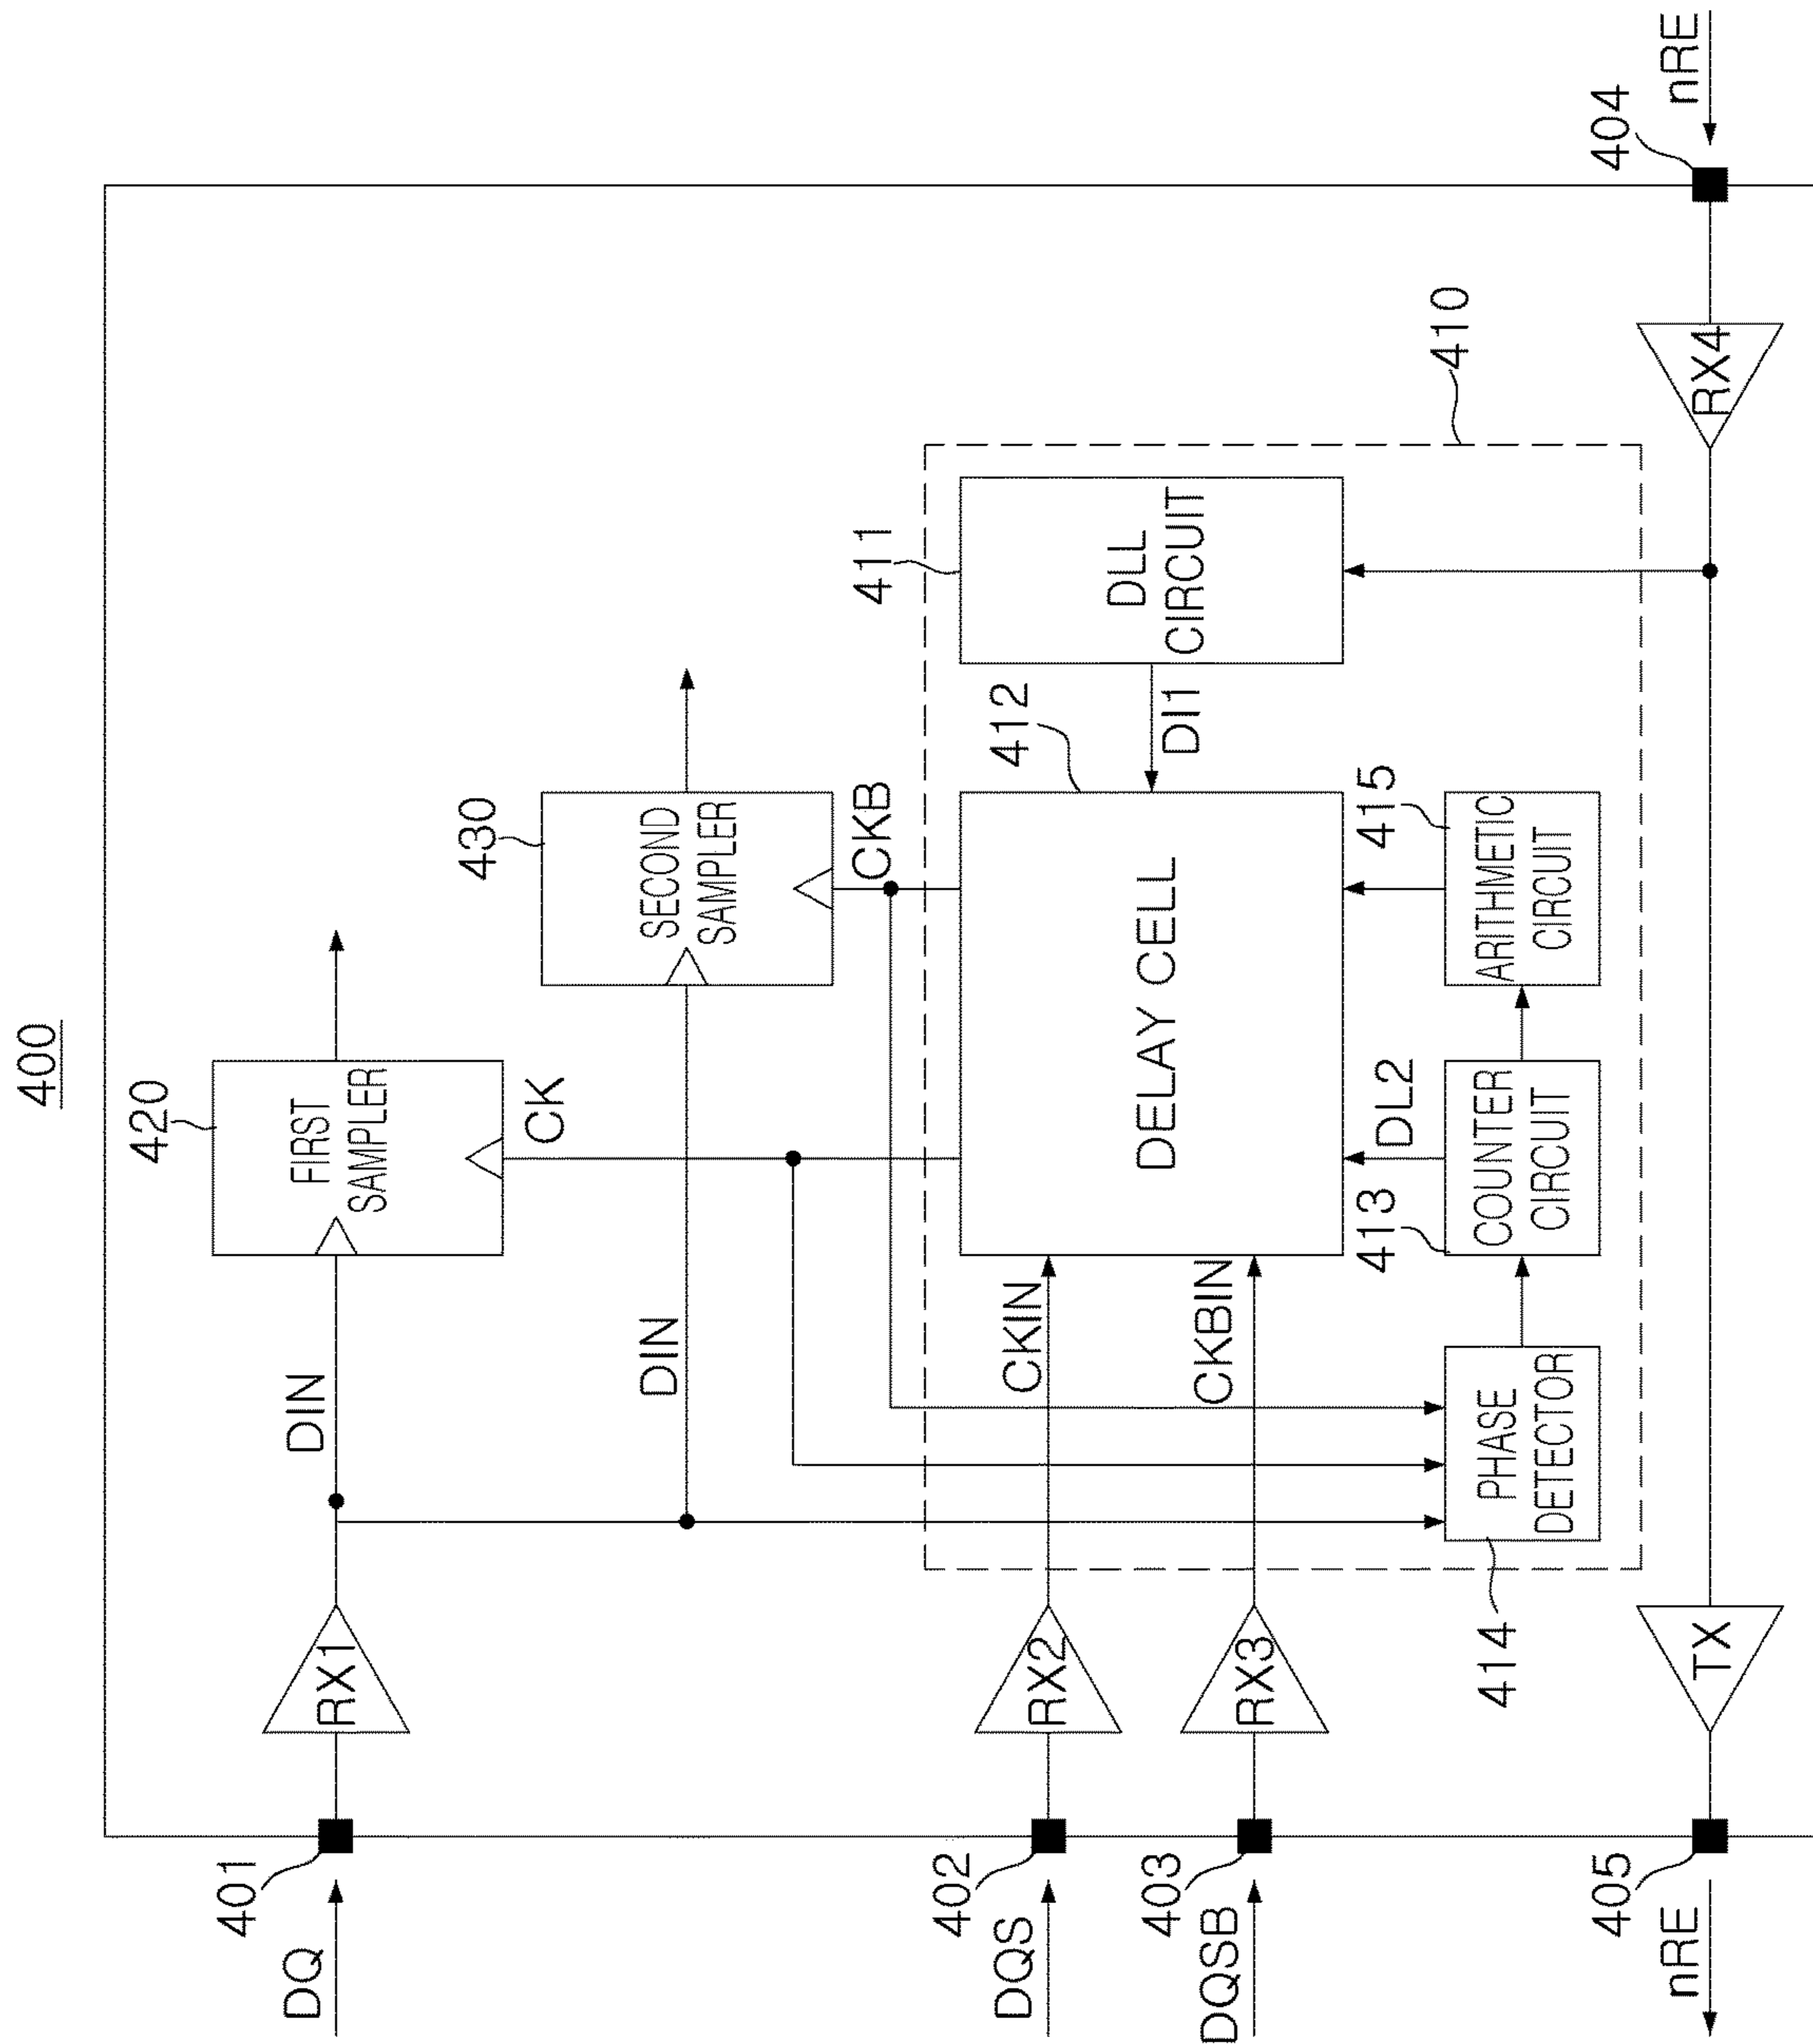 400
420
FIRST
SAMPLER
DIN
CK
RX1
401
DQ
430
SECOND
SAMPLER
DIN
CKB
410
411
DLL
CIRCUIT
DI1
412
DELAY CELL
CKIN
CKBIN
RX2
402
DQS
RX3
403
DQSB
DL2
413
COUNTER
CIRCUIT
415
ARITHMETIC
CIRCUIT
PHASE
DETECTOR
414
404
nRE
RX4
TX
405
nRE